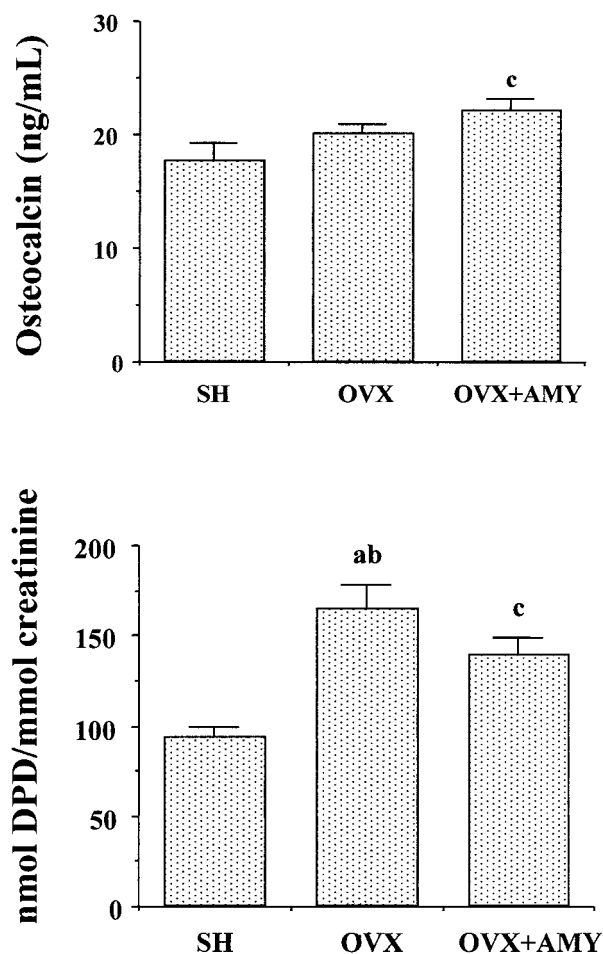 Osteocalcin (ng/mL)
30
20
10
0
c
SH OVX OVX+AMY
nmol DPD/mmol creatinine
200
150
100
50
0
ab
c
SH OVX OVX+AMY